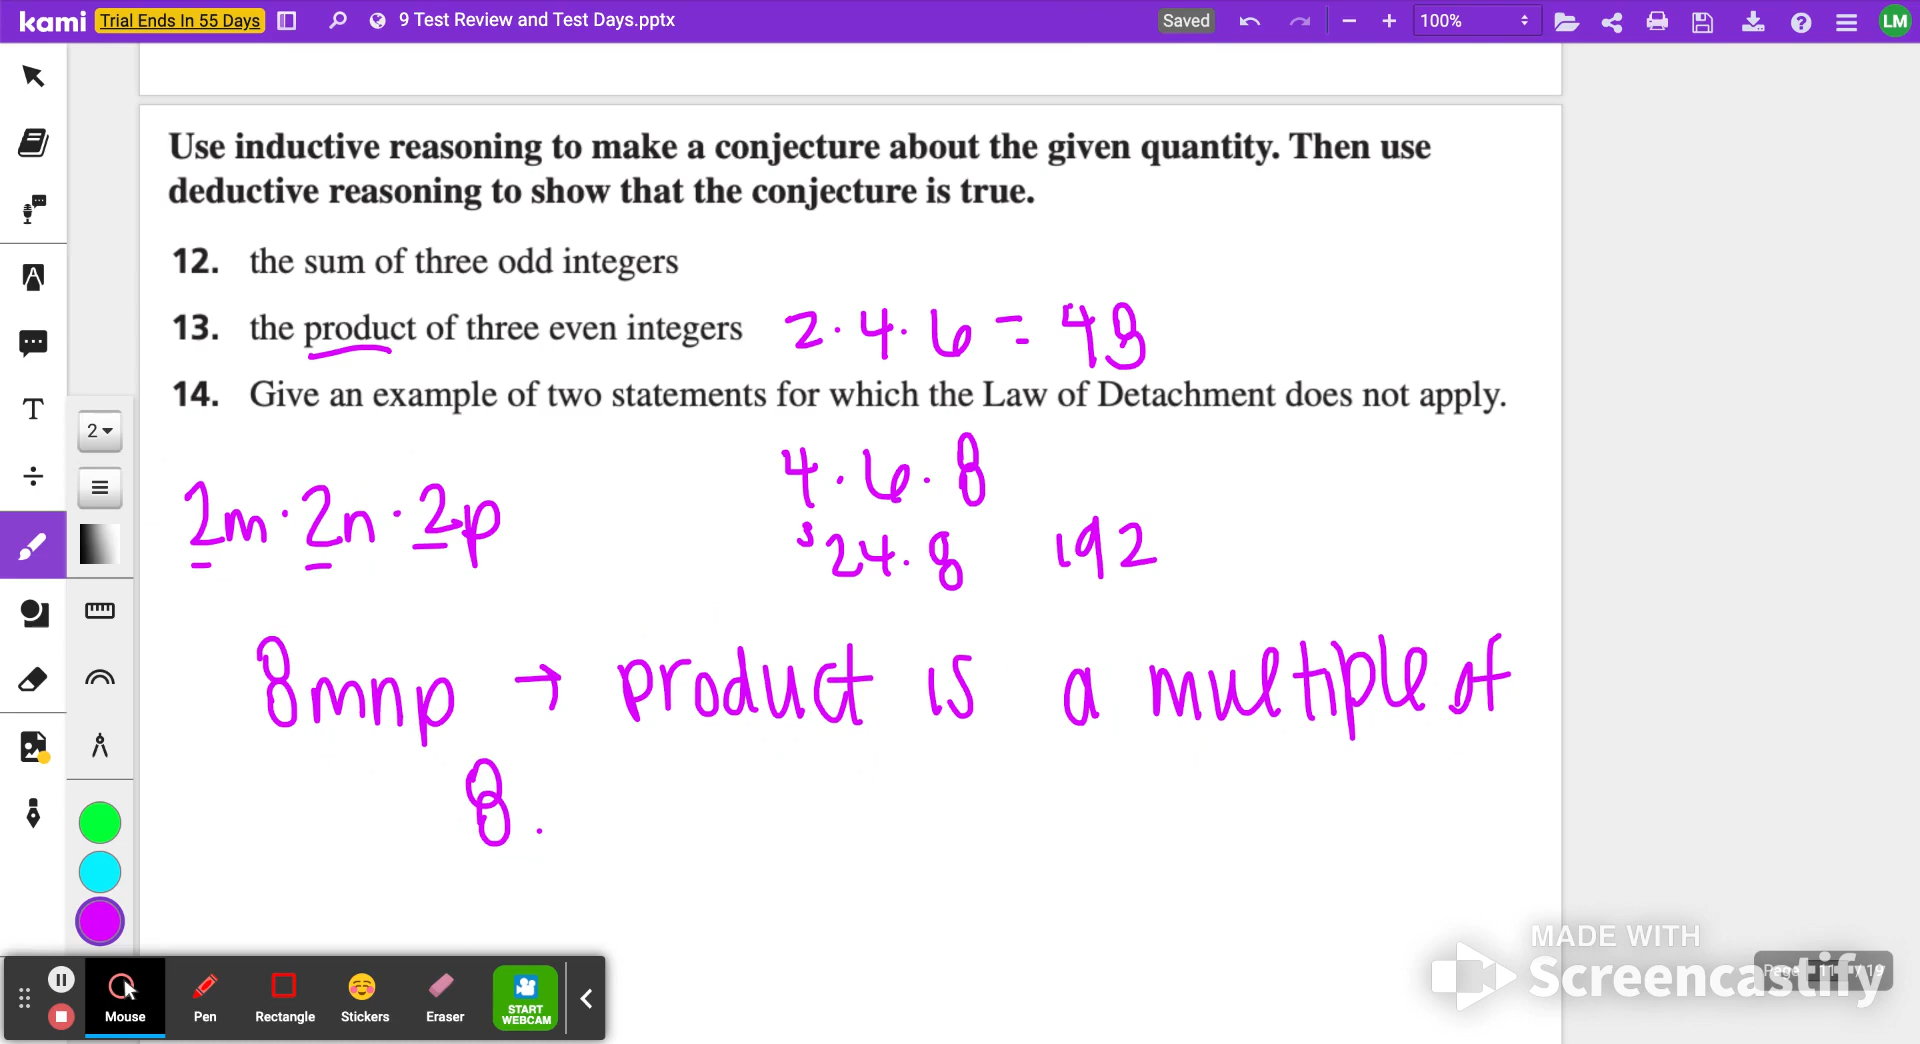 kami Trial Ends In 55 Days 9 Test Review and Test Days.pptx Saved 100% LM
Use inductive reasoning to make a conjecture about the given quantity. Then use
deductive reasoning to show that the conjecture is true.
12. the sum of three odd integers
13. the product of three even integers 2 · 4 · 6 = 48
14. Give an example of two statements for which the Law of Detachment does not apply.
2
T
4 · 6 · 8
2m · 2n · 2p
3 24 · 8 192
8mnp → product is a multiple of
8.
MADE WITH
Screencastify
Page 11 / 19
Mouse Pen Rectangle Stickers Eraser START WEBCAM